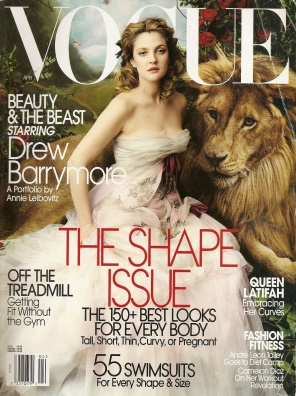 VOGUE
APR
BEAUTY
& THE BEAST
STARRING
Drew
Barrymore
A Portfolio by
Annie Leibovitz
THE SHAPE
ISSUE
THE 150+ BEST LOOKS
FOR EVERY BODY
Tall, Short, Thin, Curvy, or Pregnant
OFF THE
TREADMILL
Getting
Fit Without
the Gym
55 SWIMSUITS
For Every Shape & Size
QUEEN
LATIFAH
Embracing
Her Curves
FASHION
FITNESS
André Leon Talley
Goes to Diet Camp
Cameron Diaz
On Her Workout
Revelation